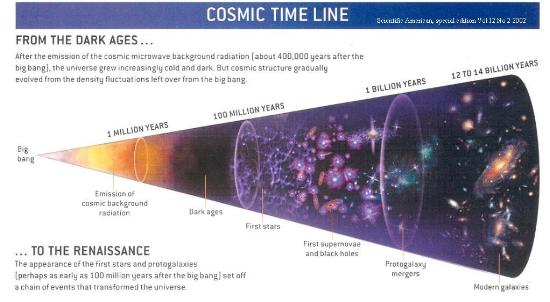 COSMIC TIME LINE
Scientific American, special edition Vol 12 No 2 2002
FROM THE DARK AGES ...
After the emission of the cosmic microwave background radiation (about 400,000 years after the
big bang), the universe grew increasingly cold and dark. But cosmic structure gradually
evolved from the density fluctuations left over from the big bang.
12 TO 14 BILLION YEARS
1 BILLION YEARS
100 MILLION YEARS
1 MILLION YEARS
Big
bang
Emission of
cosmic background
radiation
Dark ages
First stars
First supernovae
and black holes
Protogalaxy
mergers
Modern galaxies
... TO THE RENAISSANCE
The appearance of the first stars and protogalaxies
(perhaps as early as 100 million years after the big bang) set off
a chain of events that transformed the universe.